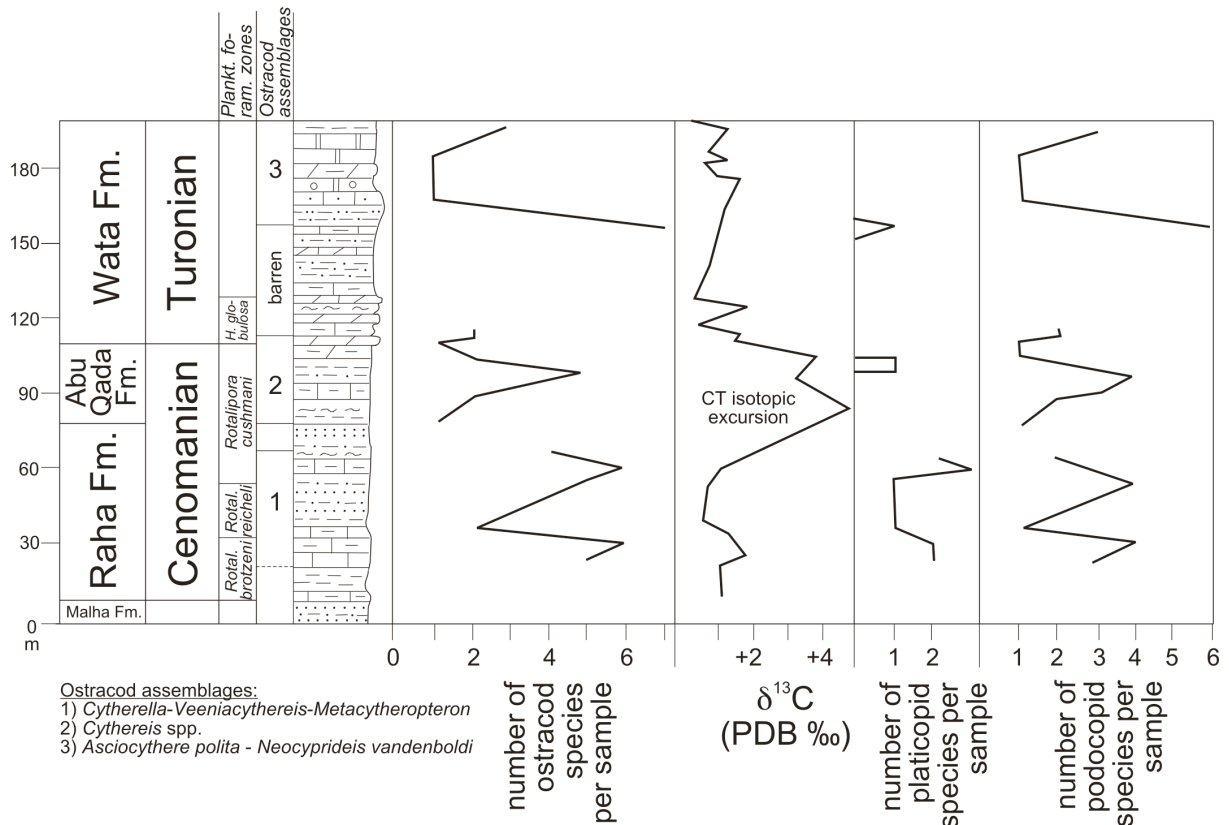 Plankt. fo-
ram. zones
Ostracod
assemblages
180
150
120
90
60
30
0
m
Wata Fm.
Abu
Qada
Fm.
Raha Fm.
Malha Fm.
Turonian
Cenomanian
H. glo-
bulosa
Rotalipora
cushmani
Rotal.
reicheli
Rotal.
brotzeni
3
barren
2
1
CT isotopic
excursion
0 2 4 6
+2 +4
1 2
1 2 3 4 5 6
number of
ostracod
species
per sample
δ13C
(PDB ‰)
number of
platicopid
species per
sample
number of
podocopid
species per
sample
Ostracod assemblages:
1) Cytherella-Veeniacythereis-Metacytheropteron
2) Cythereis spp.
3) Asciocythere polita - Neocyprideis vandenboldi